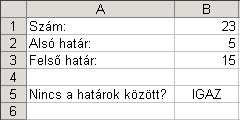 A B
1 Szám: 23
2 Alsó határ: 5
3 Felső határ: 15
4
5 Nincs a határok között? IGAZ
6